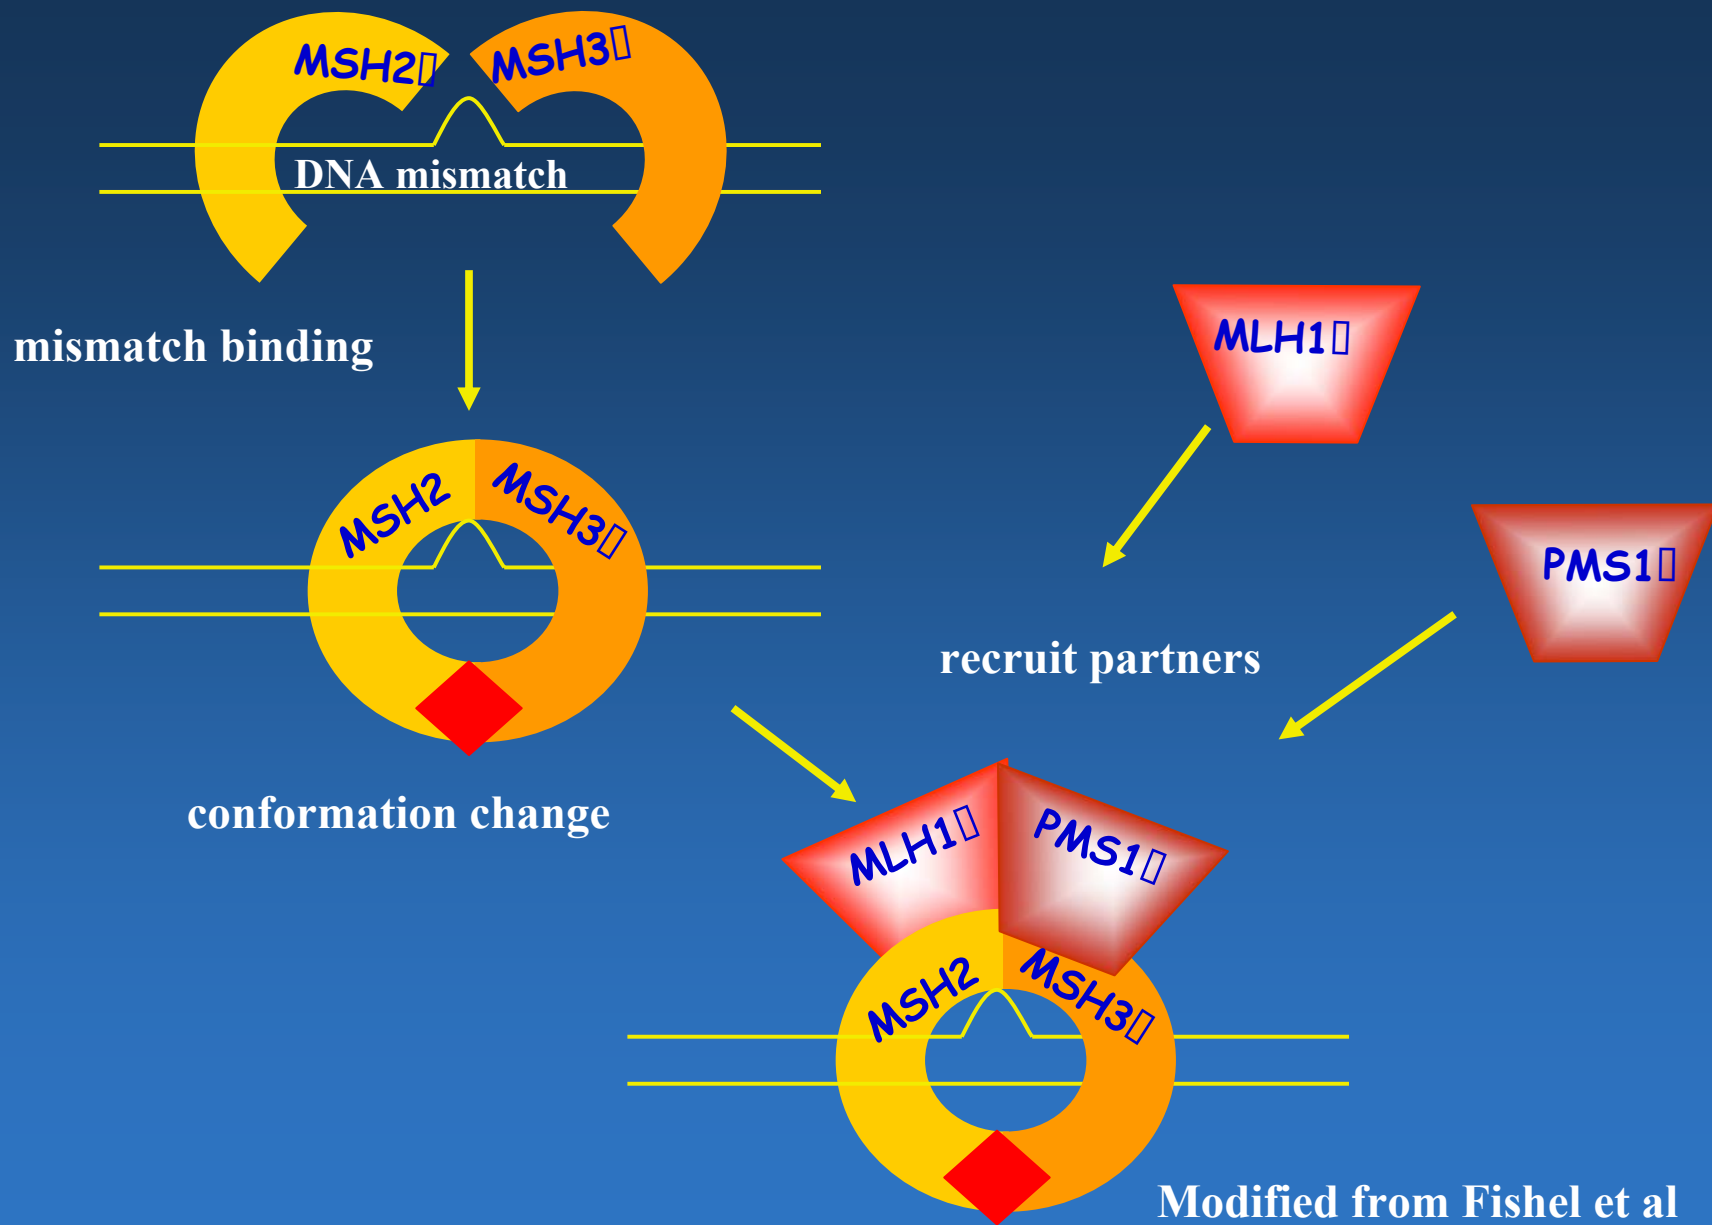 MSH2
MSH3
DNA mismatch
mismatch binding
MLH1
PMS1
MSH2
MSH3
recruit partners
conformation change
MLH1
PMS1
MSH2
MSH3
Modified from Fishel et al